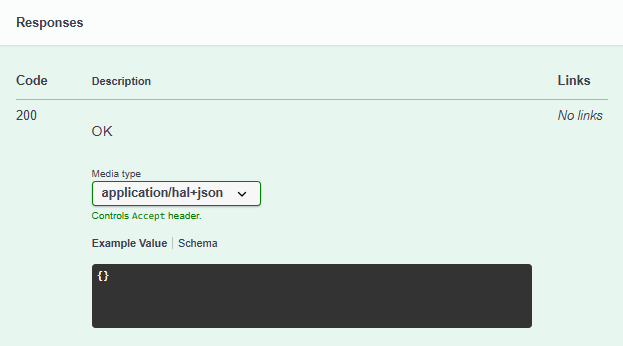 Responses
Code Description Links
200 OK No links
Media type
application/hal+json
Controls Accept header.
Example Value Schema
{}